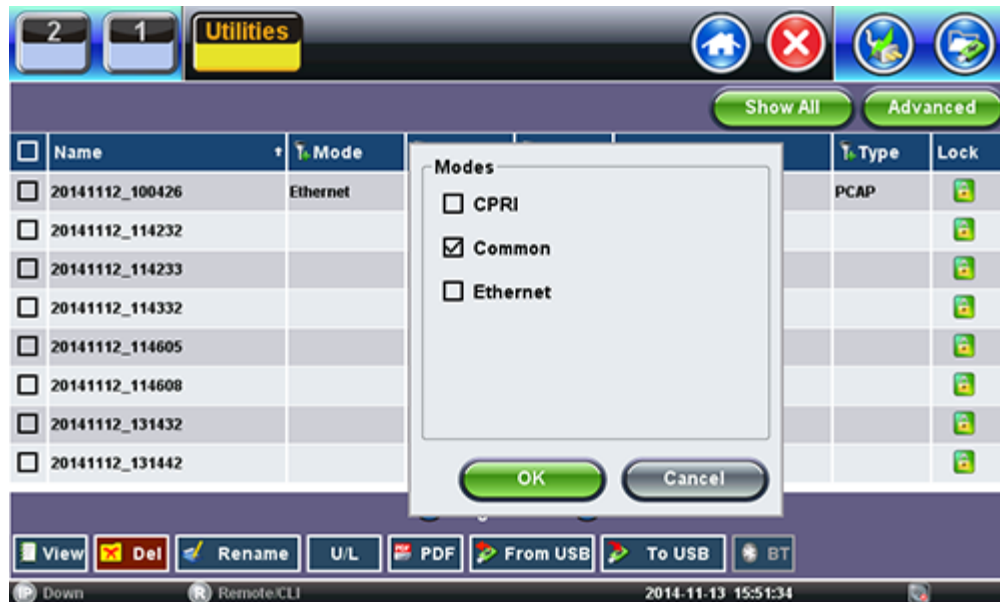 2 1 Utilities
Show All Advanced
Name Mode Type Lock
Modes
20141112_100426 Ethernet PCAP
CPRI
20141112_114232
Common
20141112_114233
Ethernet
20141112_114332
20141112_114605
20141112_114608
20141112_131432
20141112_131442
OK Cancel
View Del Rename U/L PDF From USB To USB BT
IP Down R Remote/CLI 2014-11-13 15:51:34